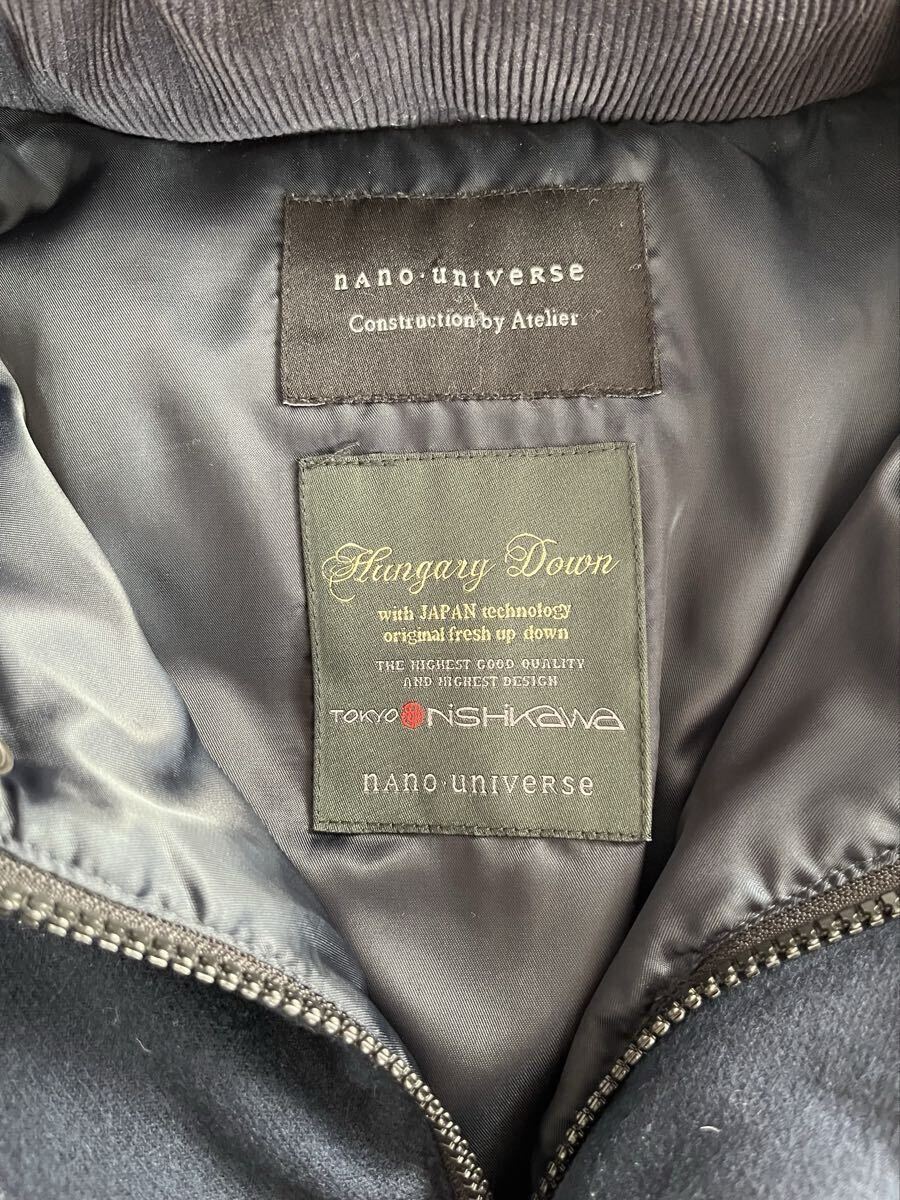 nano·universe
Construction by Atelier
Hungary Down
with JAPAN technology
original fresh up down
THE HIGHEST GOOD QUALITY
AND HIGHEST DESIGN
TOKYO NiSHiKaWa
nano·universe